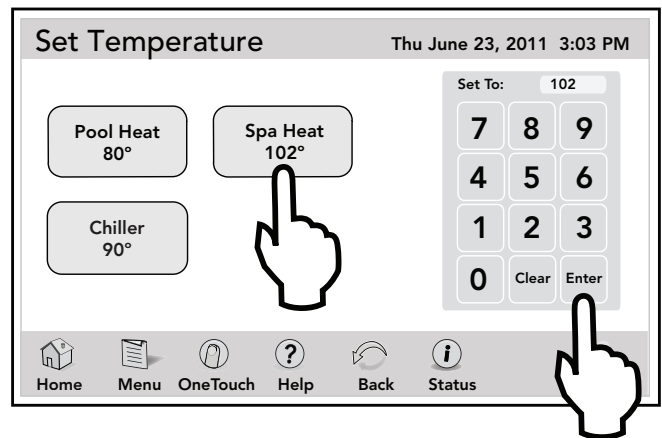 Set Temperature
Thu June 23, 2011 3:03 PM
Pool Heat
80°
Spa Heat
102°
Chiller
90°
Set To: 102
7 8 9
4 5 6
1 2 3
0 Clear Enter
? i
Home Menu OneTouch Help Back Status